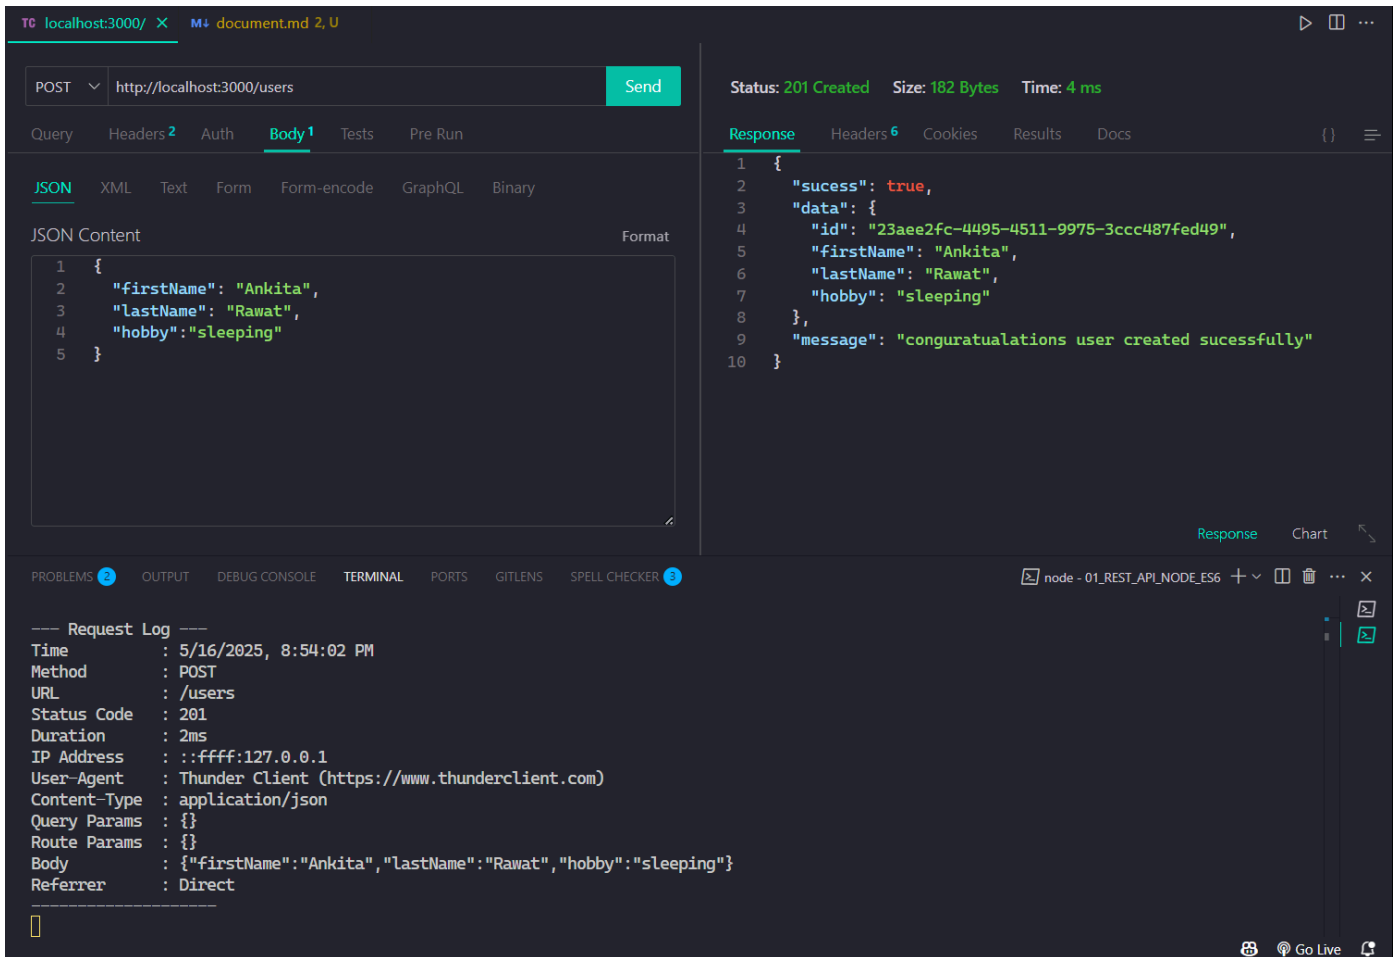 TC localhost:3000/ ×
M↓ document.md 2, U
POST
http://localhost:3000/users
Send
Query Headers 2 Auth Body 1 Tests Pre Run
JSON XML Text Form Form-encode GraphQL Binary
JSON Content
Format
1 {
2 "firstName": "Ankita",
3 "lastName": "Rawat",
4 "hobby":"sleeping"
5 }
Status: 201 Created Size: 182 Bytes Time: 4 ms
Response Headers 6 Cookies Results Docs { }
1 {
2 "sucess": true,
3 "data": {
4 "id": "23aee2fc-4495-4511-9975-3ccc487fed49",
5 "firstName": "Ankita",
6 "lastName": "Rawat",
7 "hobby": "sleeping"
8 },
9 "message": "conguratualations user created sucessfully"
10 }
Response Chart
PROBLEMS 2 OUTPUT DEBUG CONSOLE TERMINAL PORTS GITLENS SPELL CHECKER 3
node - 01_REST_API_NODE_ES6
--- Request Log ---
Time : 5/16/2025, 8:54:02 PM
Method : POST
URL : /users
Status Code : 201
Duration : 2ms
IP Address : ::ffff:127.0.0.1
User-Agent : Thunder Client (https://www.thunderclient.com)
Content-Type : application/json
Query Params : {}
Route Params : {}
Body : {"firstName":"Ankita","lastName":"Rawat","hobby":"sleeping"}
Referrer : Direct
--------------------
Go Live